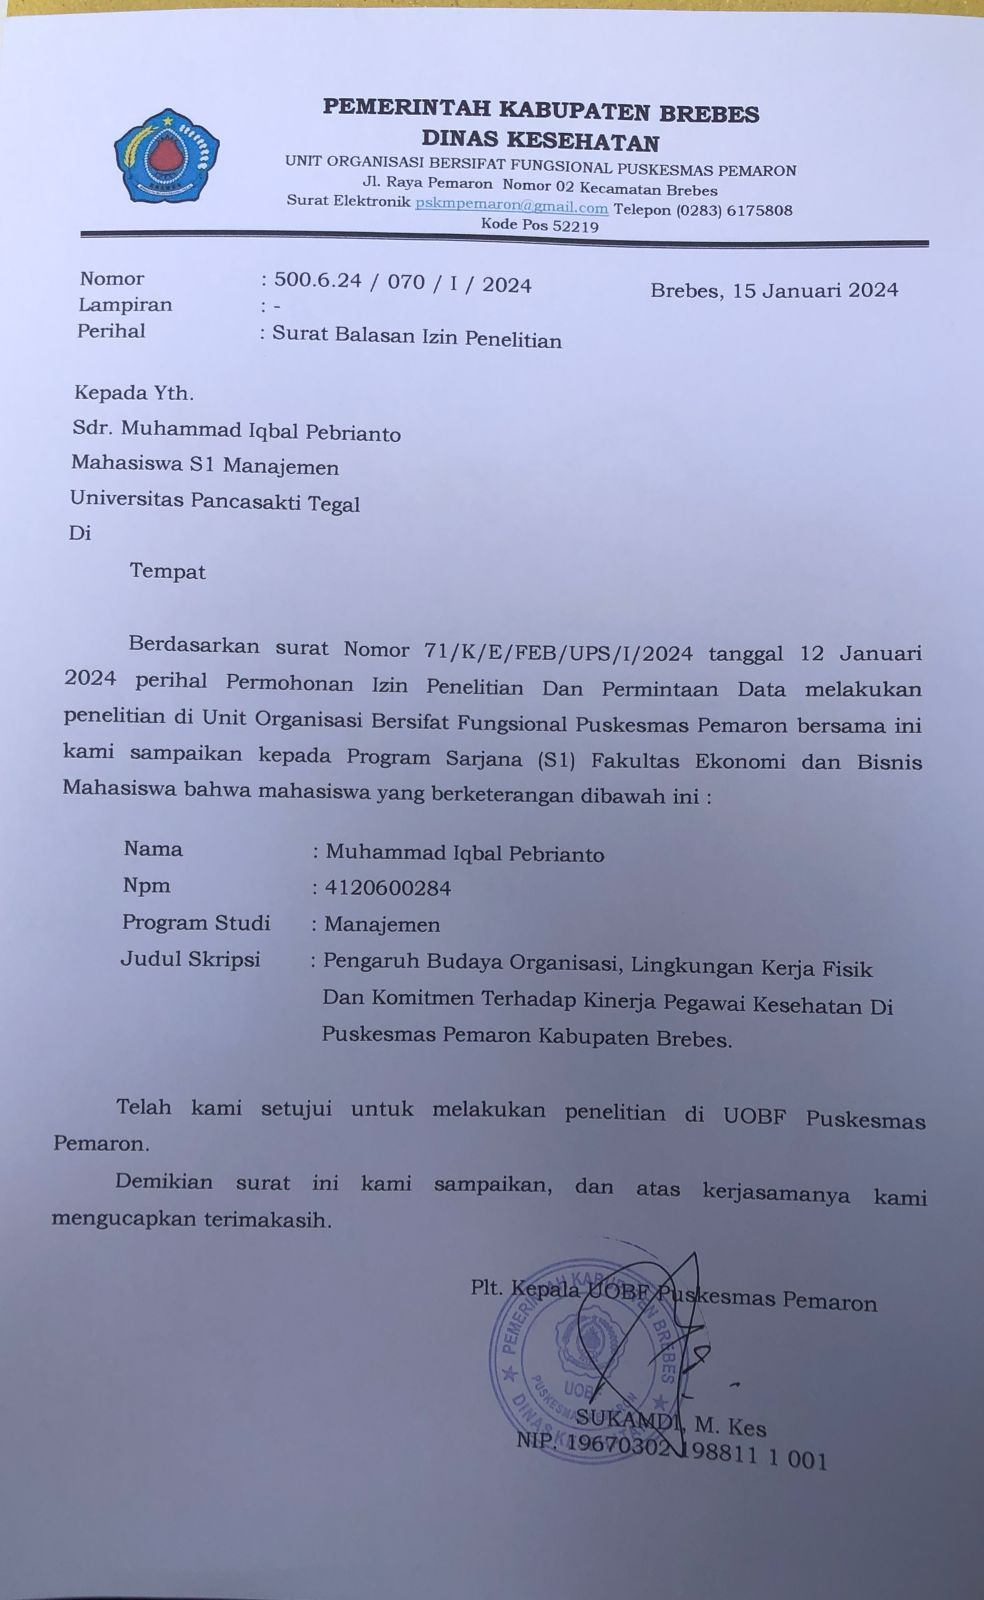 PEMERINTAH KABUPATEN BREBES
DINAS KESEHATAN
UNIT ORGANISASI BERSIFAT FUNGSIONAL PUSKESMAS PEMARON
Jl. Raya Pemaron Nomor 02 Kecamatan Brebes
Surat Elektronik pskmpemaron@gmail.com Telepon (0283) 6175808
Kode Pos 52219
Nomor : 500.6.24 / 070 / I / 2024 Brebes, 15 Januari 2024
Lampiran : -
Perihal : Surat Balasan Izin Penelitian
Kepada Yth.
Sdr. Muhammad Iqbal Pebrianto
Mahasiswa S1 Manajemen
Universitas Pancasakti Tegal
Di
Tempat
Berdasarkan surat Nomor 71/K/E/FEB/UPS/I/2024 tanggal 12 Januari
2024 perihal Permohonan Izin Penelitian Dan Permintaan Data melakukan
penelitian di Unit Organisasi Bersifat Fungsional Puskesmas Pemaron bersama ini
kami sampaikan kepada Program Sarjana (S1) Fakultas Ekonomi dan Bisnis
Mahasiswa bahwa mahasiswa yang berketerangan dibawah ini :
Nama : Muhammad Iqbal Pebrianto
Npm : 4120600284
Program Studi : Manajemen
Judul Skripsi : Pengaruh Budaya Organisasi, Lingkungan Kerja Fisik
Dan Komitmen Terhadap Kinerja Pegawai Kesehatan Di
Puskesmas Pemaron Kabupaten Brebes.
Telah kami setujui untuk melakukan penelitian di UOBF Puskesmas
Pemaron.
Demikian surat ini kami sampaikan, dan atas kerjasamanya kami
mengucapkan terimakasih.
Plt. Kepala UOBF Puskesmas Pemaron
PEMERINTAH KABUPATEN BREBES
UOBF
PUSKESMAS PEMARON
DINAS KESEHATAN
SUKAMDI, M. Kes
NIP. 19670302 198811 1 001